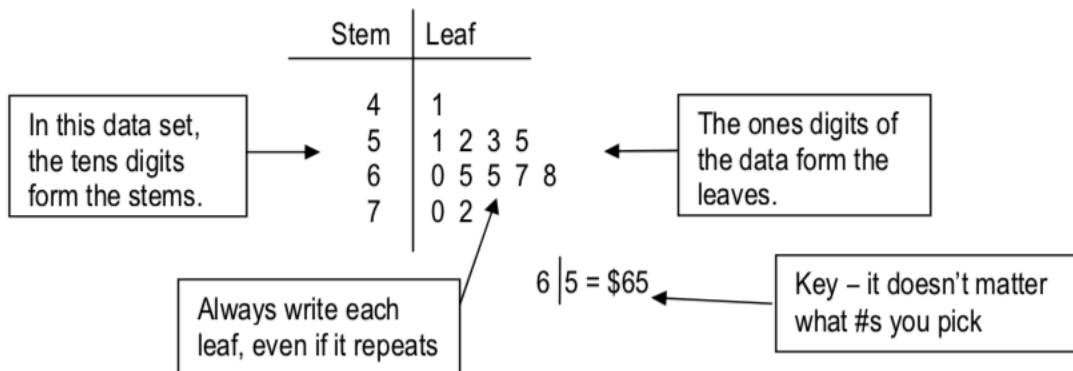 Stem Leaf
4 1
5 1 2 3 5
6 0 5 5 7 8
7 0 2
In this data set,
the tens digits
form the stems.
The ones digits of
the data form the
leaves.
Always write each
leaf, even if it repeats
6 | 5 = $65
Key – it doesn't matter
what #s you pick